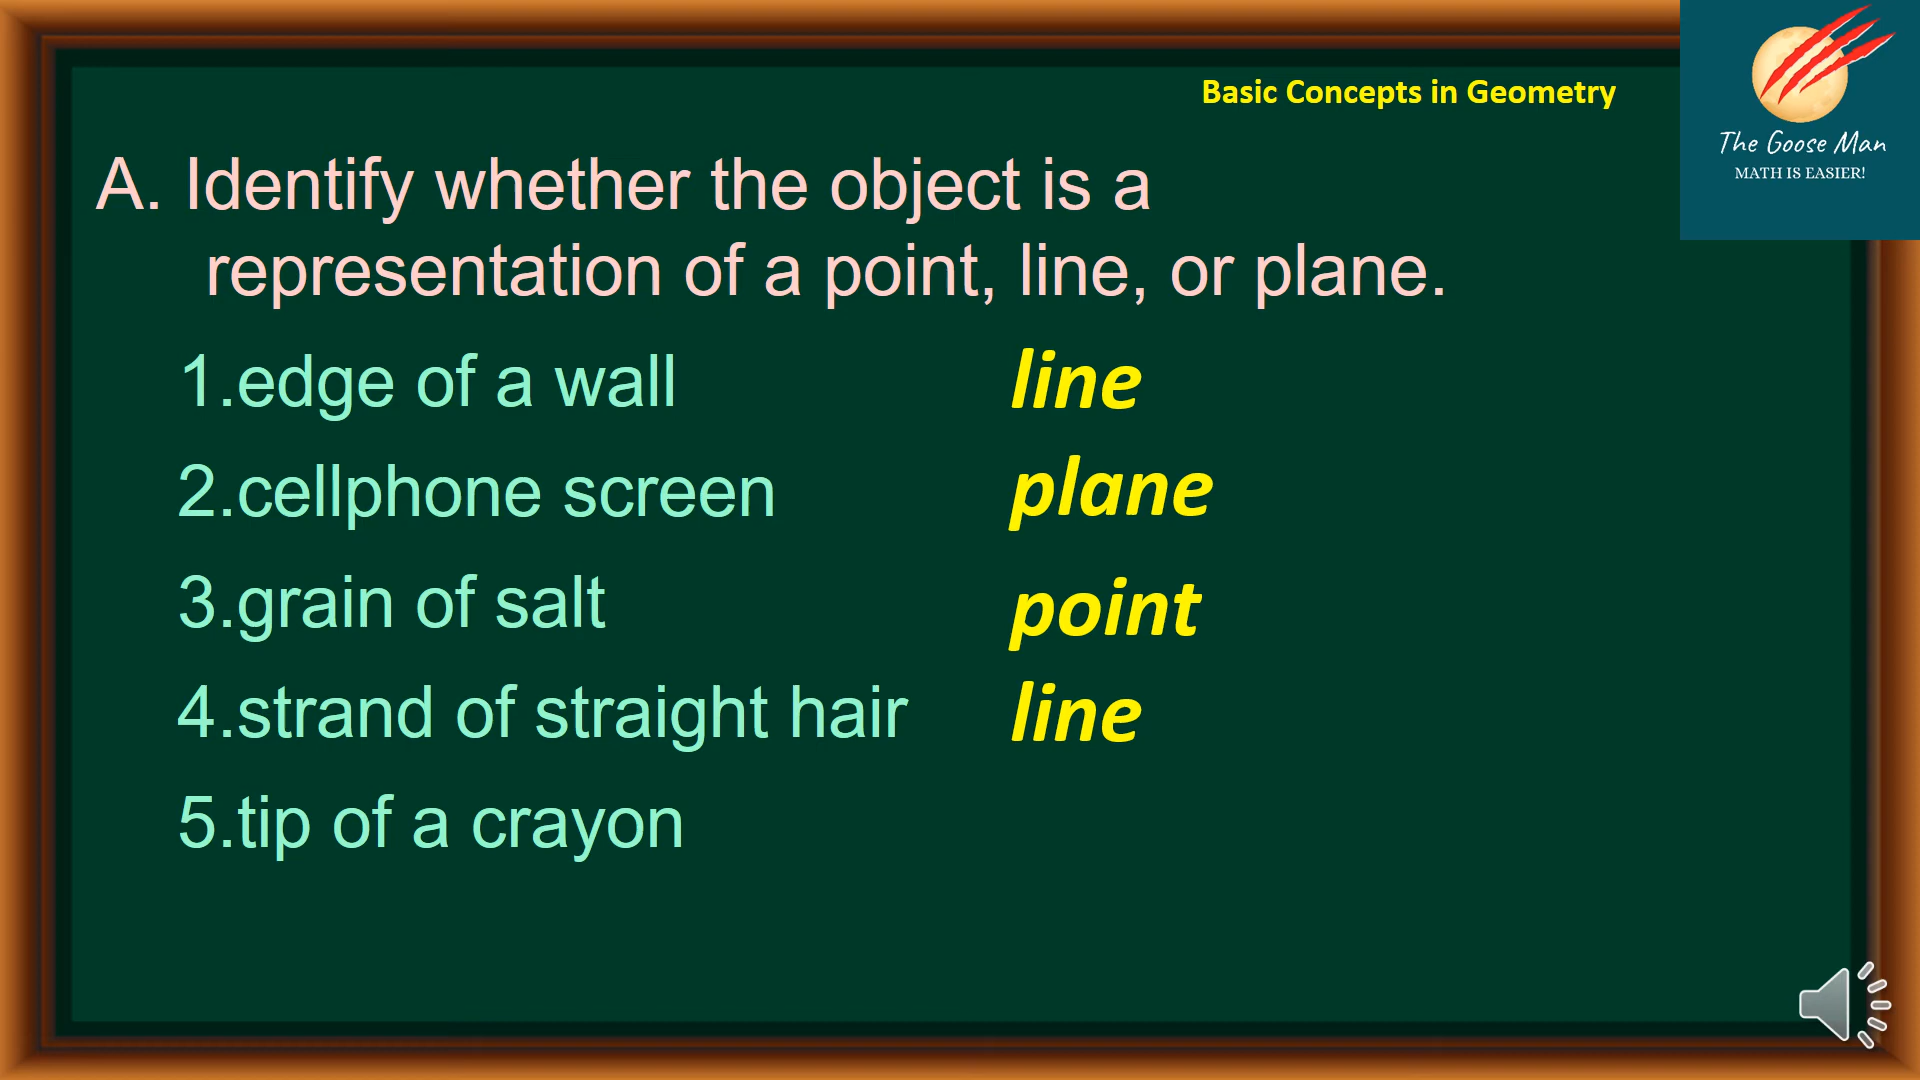 Basic Concepts in Geometry
The Goose Man
MATH IS EASIER!
A. Identify whether the object is a
representation of a point, line, or plane.
1.edge of a wall line
2.cellphone screen plane
3.grain of salt point
4.strand of straight hair line
5.tip of a crayon